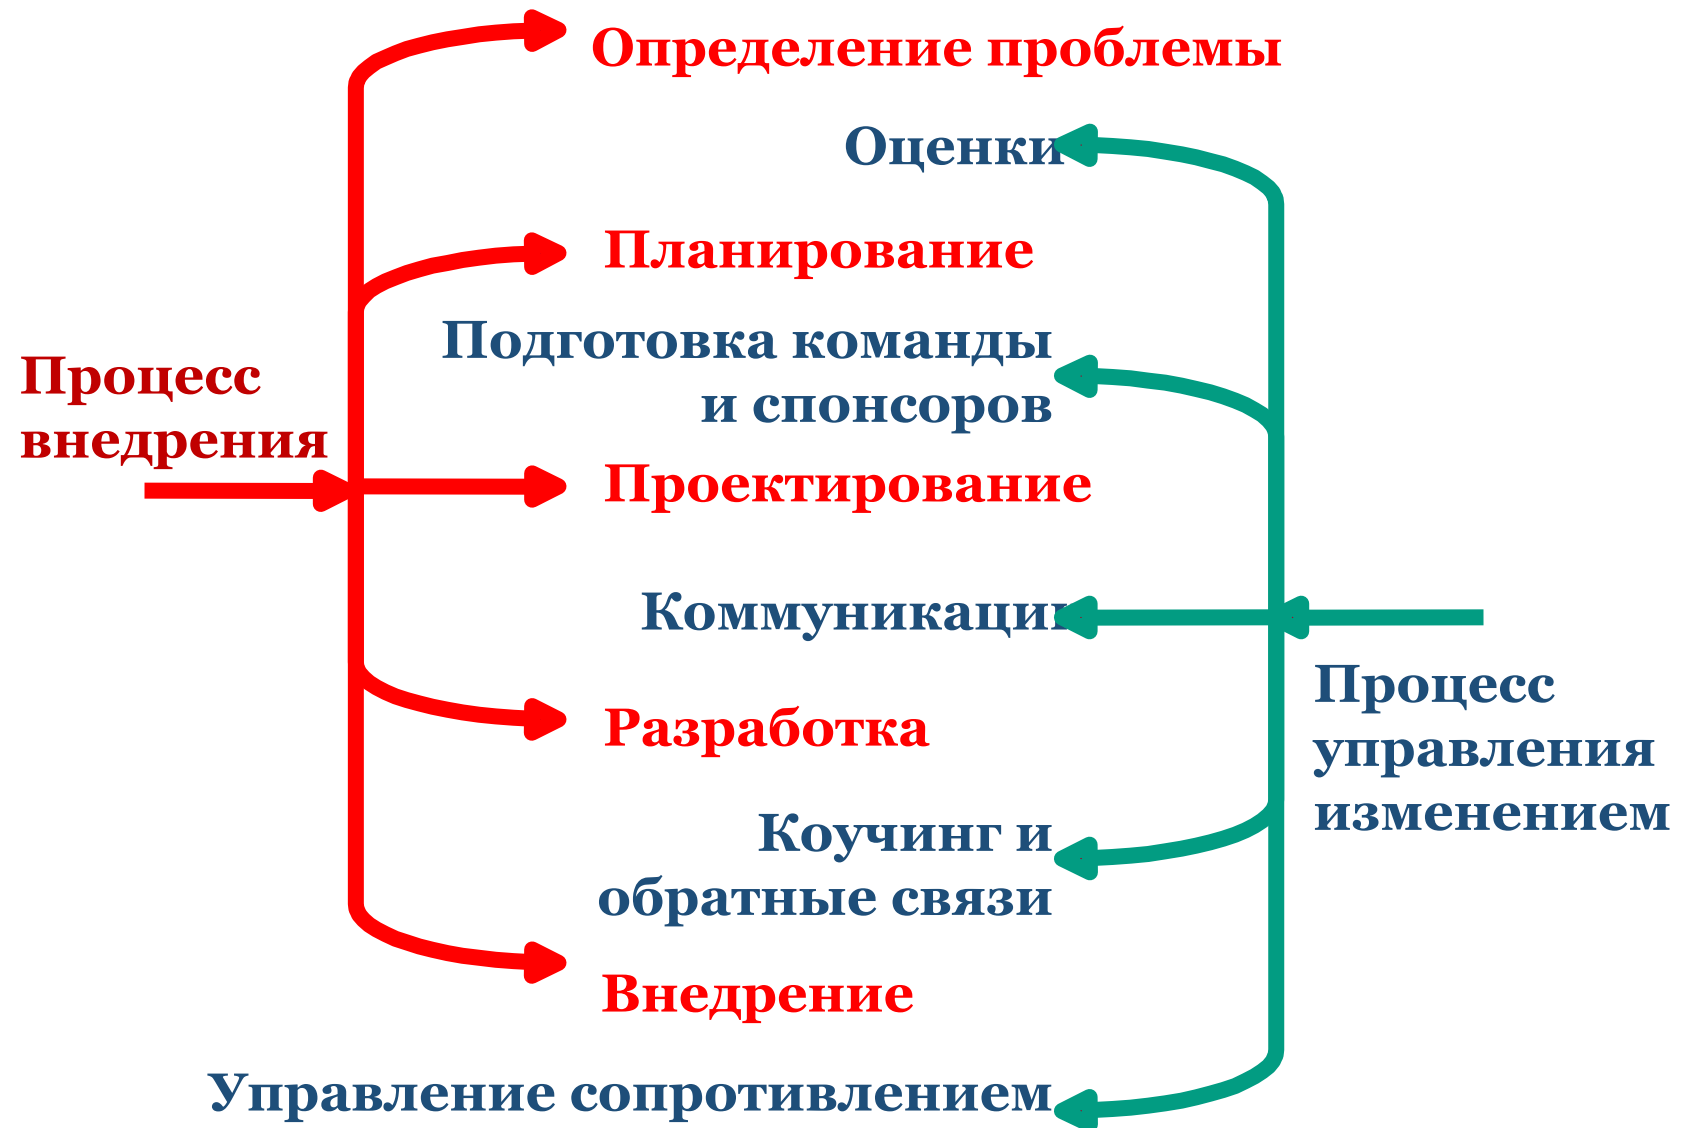 Определение проблемы
Оценки
Планирование
Подготовка команды
и спонсоров
Процесс
внедрения
Проектирование
Коммуникации
Процесс
управления
изменением
Разработка
Коучинг и
обратные связи
Внедрение
Управление сопротивлением